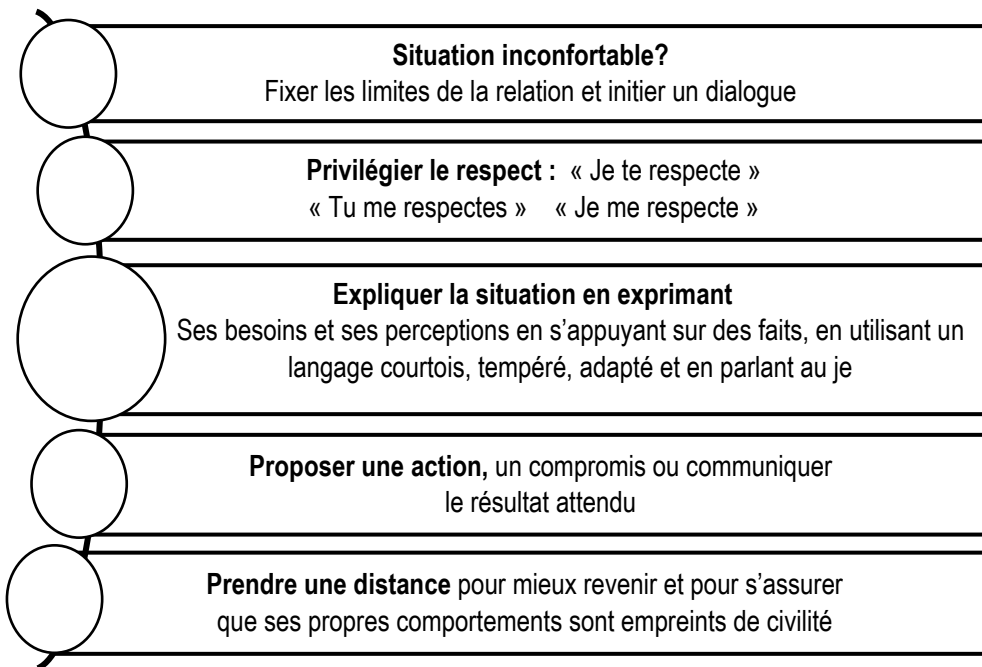 Situation inconfortable?
Fixer les limites de la relation et initier un dialogue
Privilégier le respect : « Je te respecte »
« Tu me respectes » « Je me respecte »
Expliquer la situation en exprimant
Ses besoins et ses perceptions en s’appuyant sur des faits, en utilisant un
langage courtois, tempéré, adapté et en parlant au je
Proposer une action, un compromis ou communiquer
le résultat attendu
Prendre une distance pour mieux revenir et pour s’assurer
que ses propres comportements sont empreints de civilité